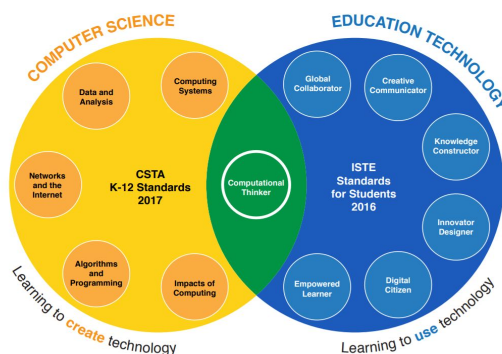 COMPUTER SCIENCE
EDUCATION TECHNOLOGY
Data and
Analysis
Computing
Systems
Networks and
the Internet
CSTA
K-12 Standards
2017
Algorithms and
Programming
Impacts of
Computing
Computational
Thinker
Global
Collaborator
Creative
Communicator
Knowledge
Constructor
ISTE
Standards
for Students
2016
Innovator
Designer
Empowered
Learner
Digital
Citizen
Learning to create technology
Learning to use technology